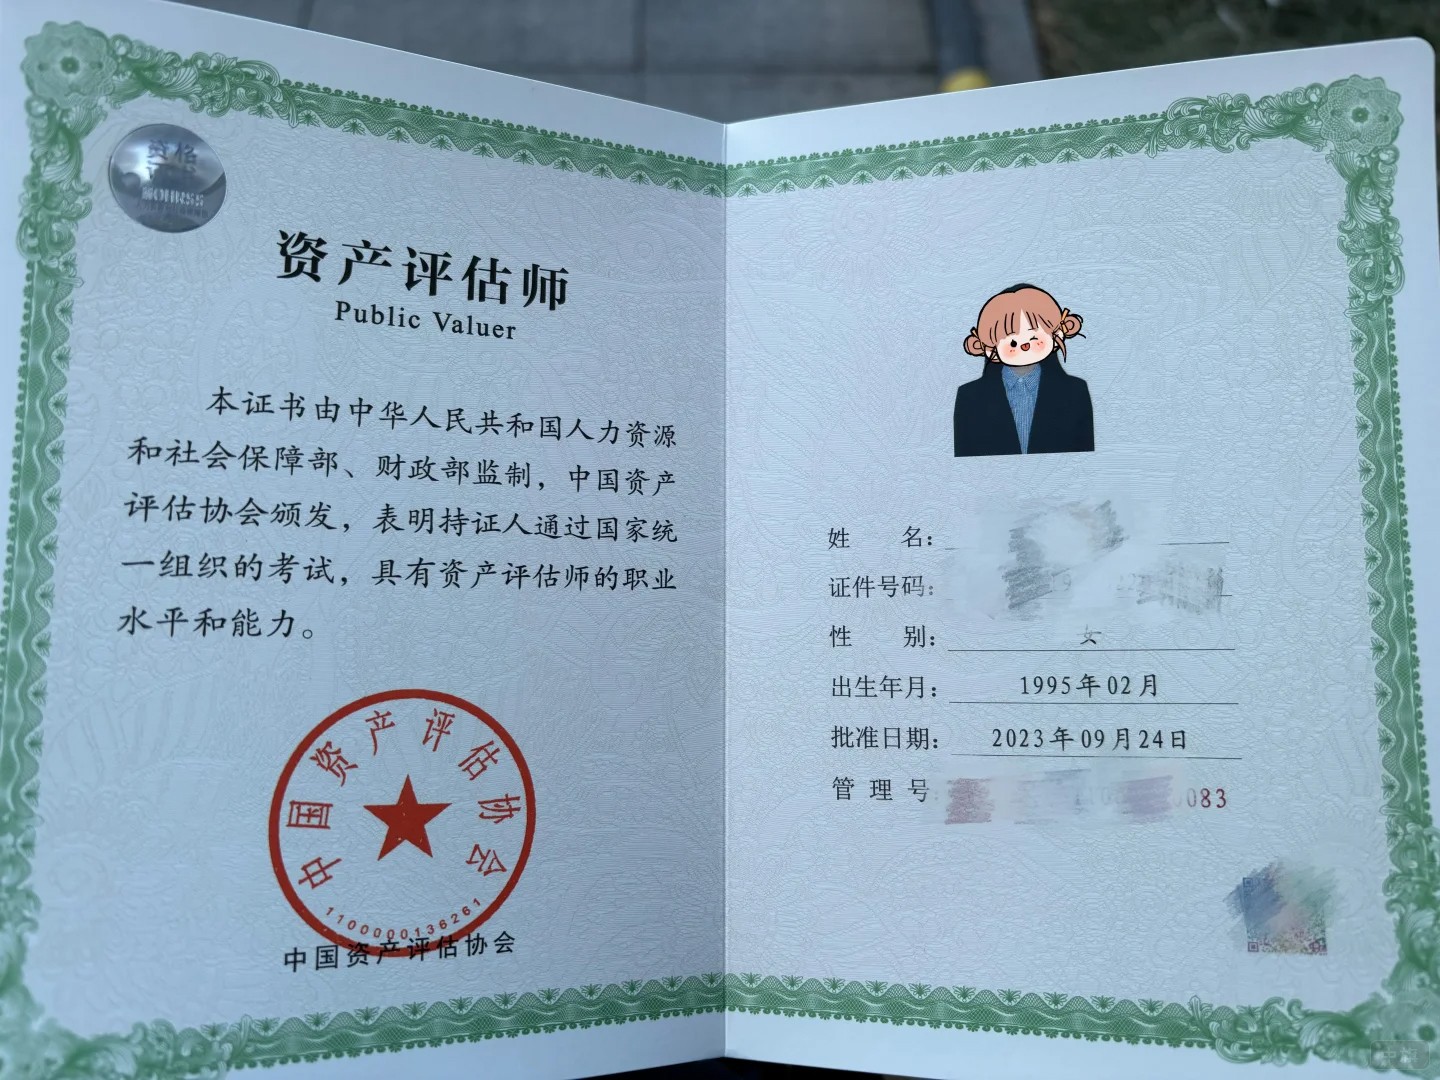 资格
MOHRSS
资产评估师
Public Valuer
本证书由中华人民共和国人力资源
和社会保障部、财政部监制，中国资产
评估协会颁发，表明持证人通过国家统
一组织的考试，具有资产评估师的职业
水平和能力。
中国资产评估协会
1100000136261
中国资产评估协会
姓 名：
证件号码：
性 别： 女
出生年月： 1995年02月
批准日期： 2023年09月24日
管 理 号： 083